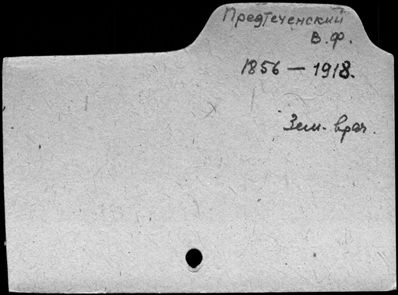 Предтеченский
В.Ф.
1856 – 1918.
Зем. врач.